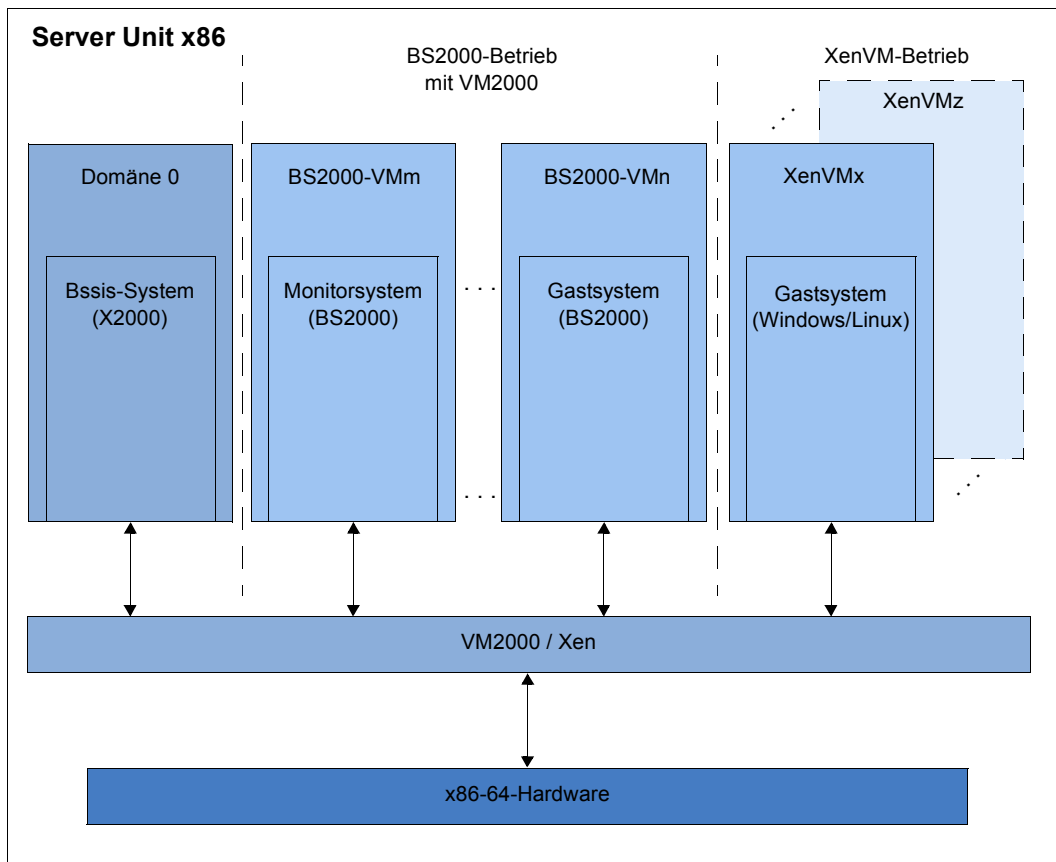 Server Unit x86
BS2000-Betrieb
mit VM2000
XenVM-Betrieb
. . .
XenVMz
Domäne 0
BS2000-VMm
BS2000-VMn
XenVMx
Bssis-System
(X2000)
Monitorsystem
(BS2000)
. . .
Gastsystem
(BS2000)
Gastsystem
(Windows/Linux)
. . .
. . .
VM2000 / Xen
x86-64-Hardware